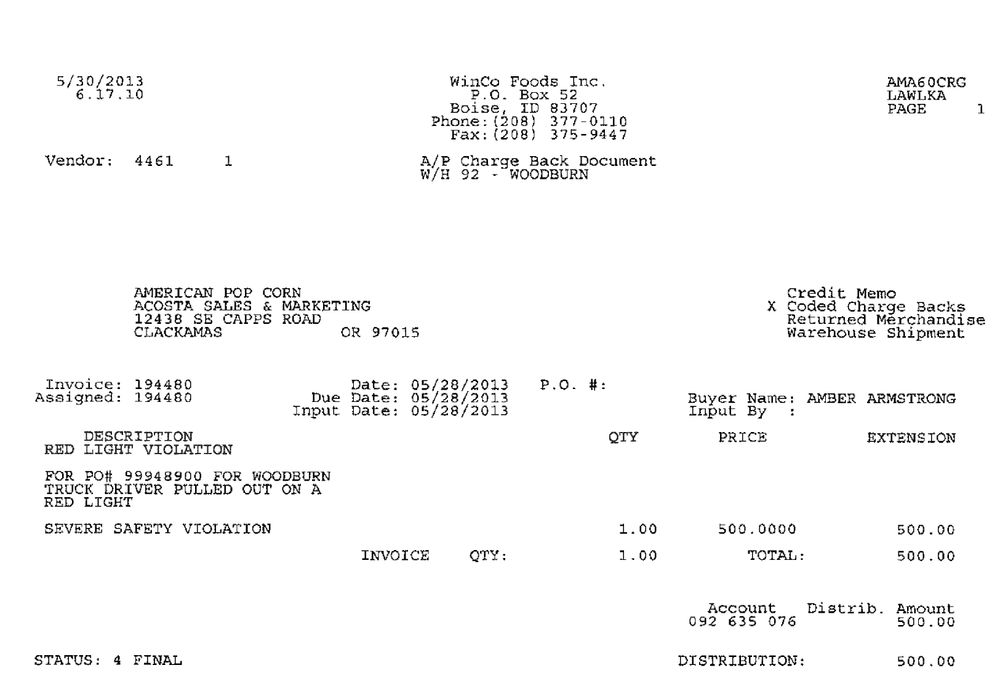 5/30/2013 WinCo Foods Inc. AMA60CRG
6.17.10 P.O. Box 52 LAWLKA
Boise, ID 83707 PAGE 1
Phone:(208) 377-0110
Fax:(208) 375-9447
Vendor: 4461 1 A/P Charge Back Document
W/H 92 - WOODBURN
AMERICAN POP CORN Credit Memo
ACOSTA SALES & MARKETING X Coded Charge Backs
12438 SE CAPPS ROAD Returned Merchandise
CLACKAMAS OR 97015 Warehouse Shipment
Invoice: 194480 Date: 05/28/2013 P.O. #:
Assigned: 194480 Due Date: 05/28/2013 Buyer Name: AMBER ARMSTRONG
Input Date: 05/28/2013 Input By :
DESCRIPTION QTY PRICE EXTENSION
RED LIGHT VIOLATION
FOR PO# 99948900 FOR WOODBURN
TRUCK DRIVER PULLED OUT ON A
RED LIGHT
SEVERE SAFETY VIOLATION 1.00 500.0000 500.00
INVOICE QTY: 1.00 TOTAL: 500.00
Account Distrib. Amount
092 635 076 500.00
STATUS: 4 FINAL DISTRIBUTION: 500.00